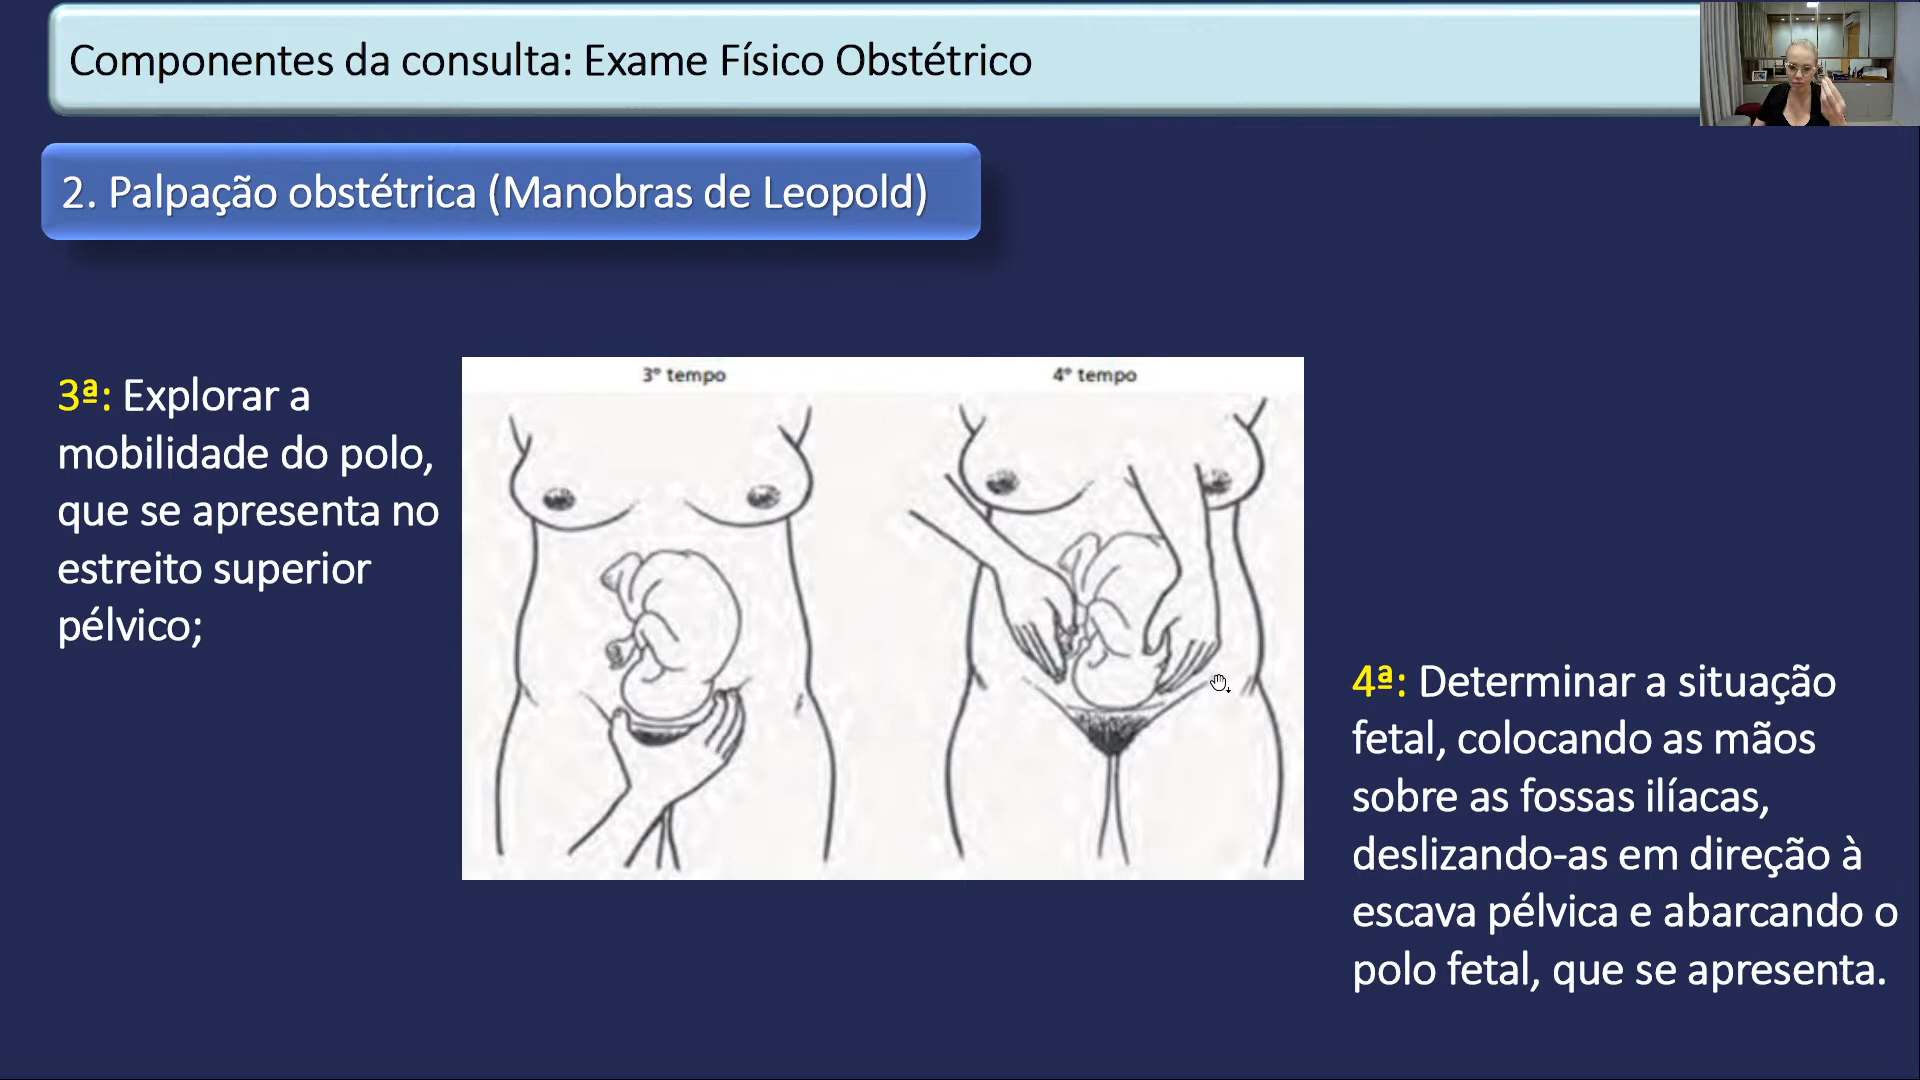 Componentes da consulta: Exame Físico Obstétrico
2. Palpação obstétrica (Manobras de Leopold)
3ª: Explorar a
mobilidade do polo,
que se apresenta no
estreito superior
pélvico;
3º tempo
4º tempo
4ª: Determinar a situação
fetal, colocando as mãos
sobre as fossas ilíacas,
deslizando-as em direção à
escava pélvica e abarcando o
polo fetal, que se apresenta.